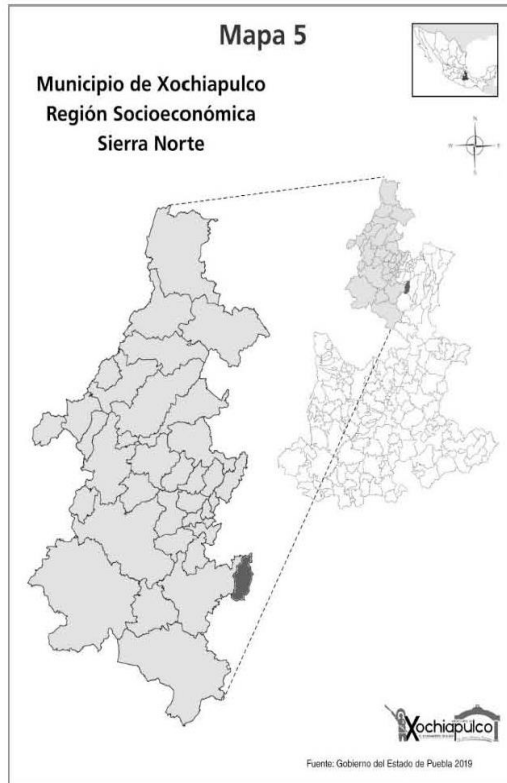 Mapa 5
Municipio de Xochiapulco
Región Socioeconómica
Sierra Norte
N
W
E
S
Xochiapulco
Fuente: Gobierno del Estado de Puebla 2019